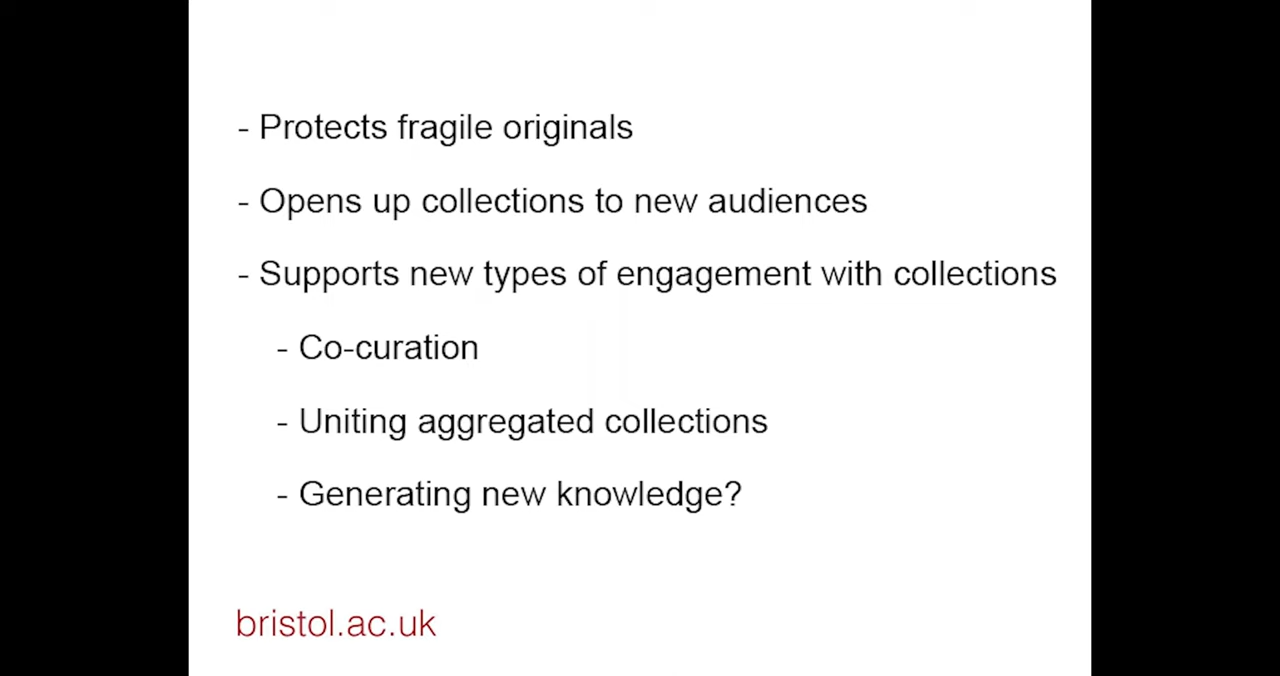 - Protects fragile originals
- Opens up collections to new audiences
- Supports new types of engagement with collections
- Co-curation
- Uniting aggregated collections
- Generating new knowledge?
bristol.ac.uk